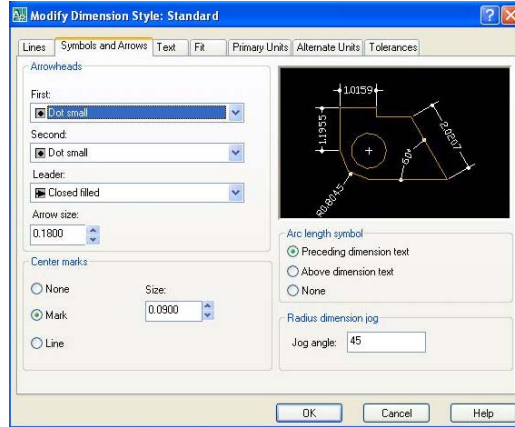 Modify Dimension Style: Standard
Lines Symbols and Arrows Text Fit Primary Units Alternate Units Tolerances
Arrowheads
First:
Dot small
Second:
Dot small
Leader:
Closed filled
Arrow size:
0.1800
Center marks
None
Mark
Line
Size:
0.0900
1.0159
1.1955
2.0207
60°
R0.8045
Arc length symbol
Preceding dimension text
Above dimension text
None
Radius dimension jog
Jog angle: 45
OK Cancel Help